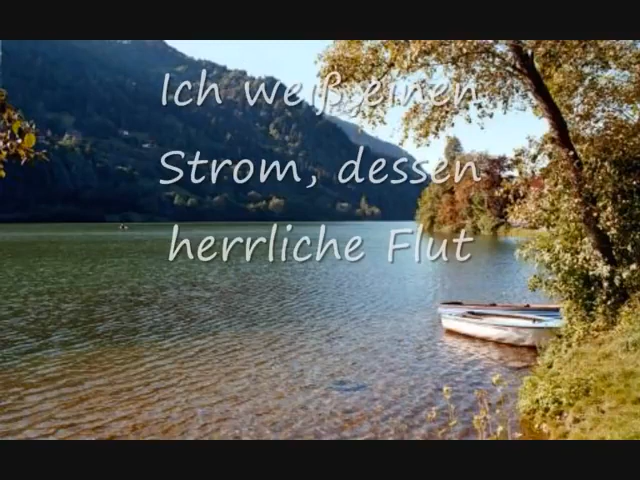 Ich weiß einen
Strom, dessen
herrliche Flut